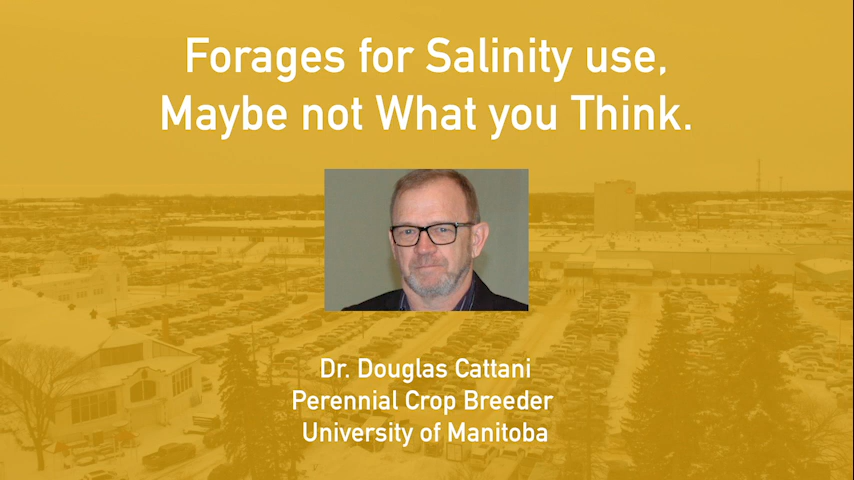 Forages for Salinity use,
Maybe not What you Think.
Dr. Douglas Cattani
Perennial Crop Breeder
University of Manitoba